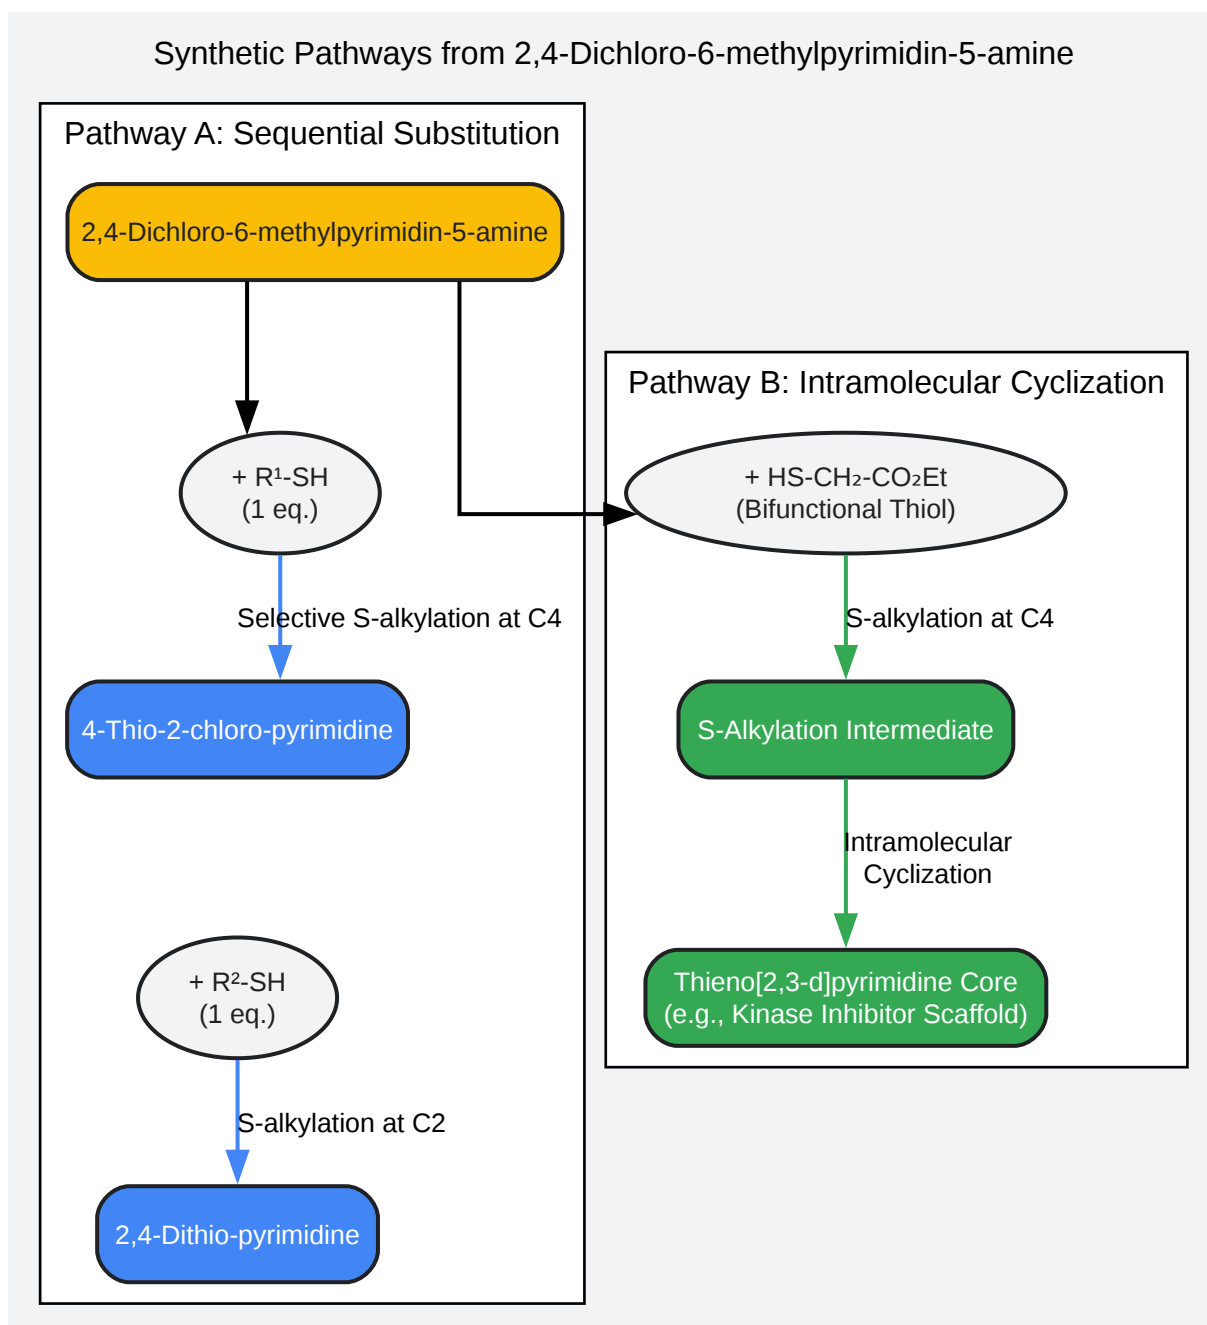 Synthetic Pathways from 2,4-Dichloro-6-methylpyrimidin-5-amine
Pathway A: Sequential Substitution
2,4-Dichloro-6-methylpyrimidin-5-amine
+ R¹-SH
(1 eq.)
Selective S-alkylation at C4
4-Thio-2-chloro-pyrimidine
+ R²-SH
(1 eq.)
S-alkylation at C2
2,4-Dithio-pyrimidine
Pathway B: Intramolecular Cyclization
+ HS-CH₂-CO₂Et
(Bifunctional Thiol)
S-alkylation at C4
S-Alkylation Intermediate
Intramolecular
Cyclization
Thieno[2,3-d]pyrimidine Core
(e.g., Kinase Inhibitor Scaffold)